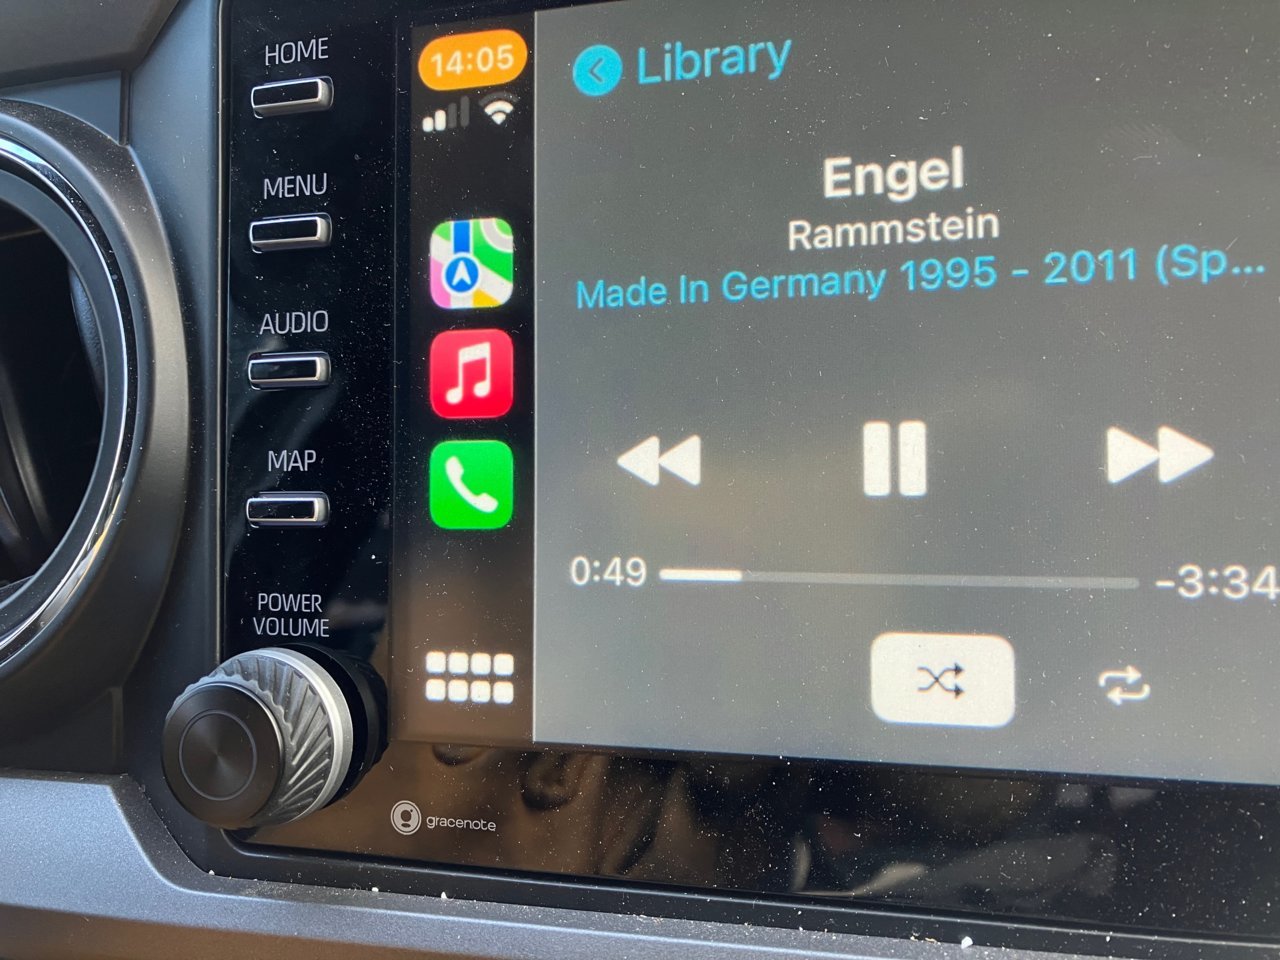 HOME
MENU
AUDIO
MAP
POWER
VOLUME
14:05
Library
Engel
Rammstein
Made In Germany 1995 - 2011 (Sp...
0:49
-3:34
gracenote